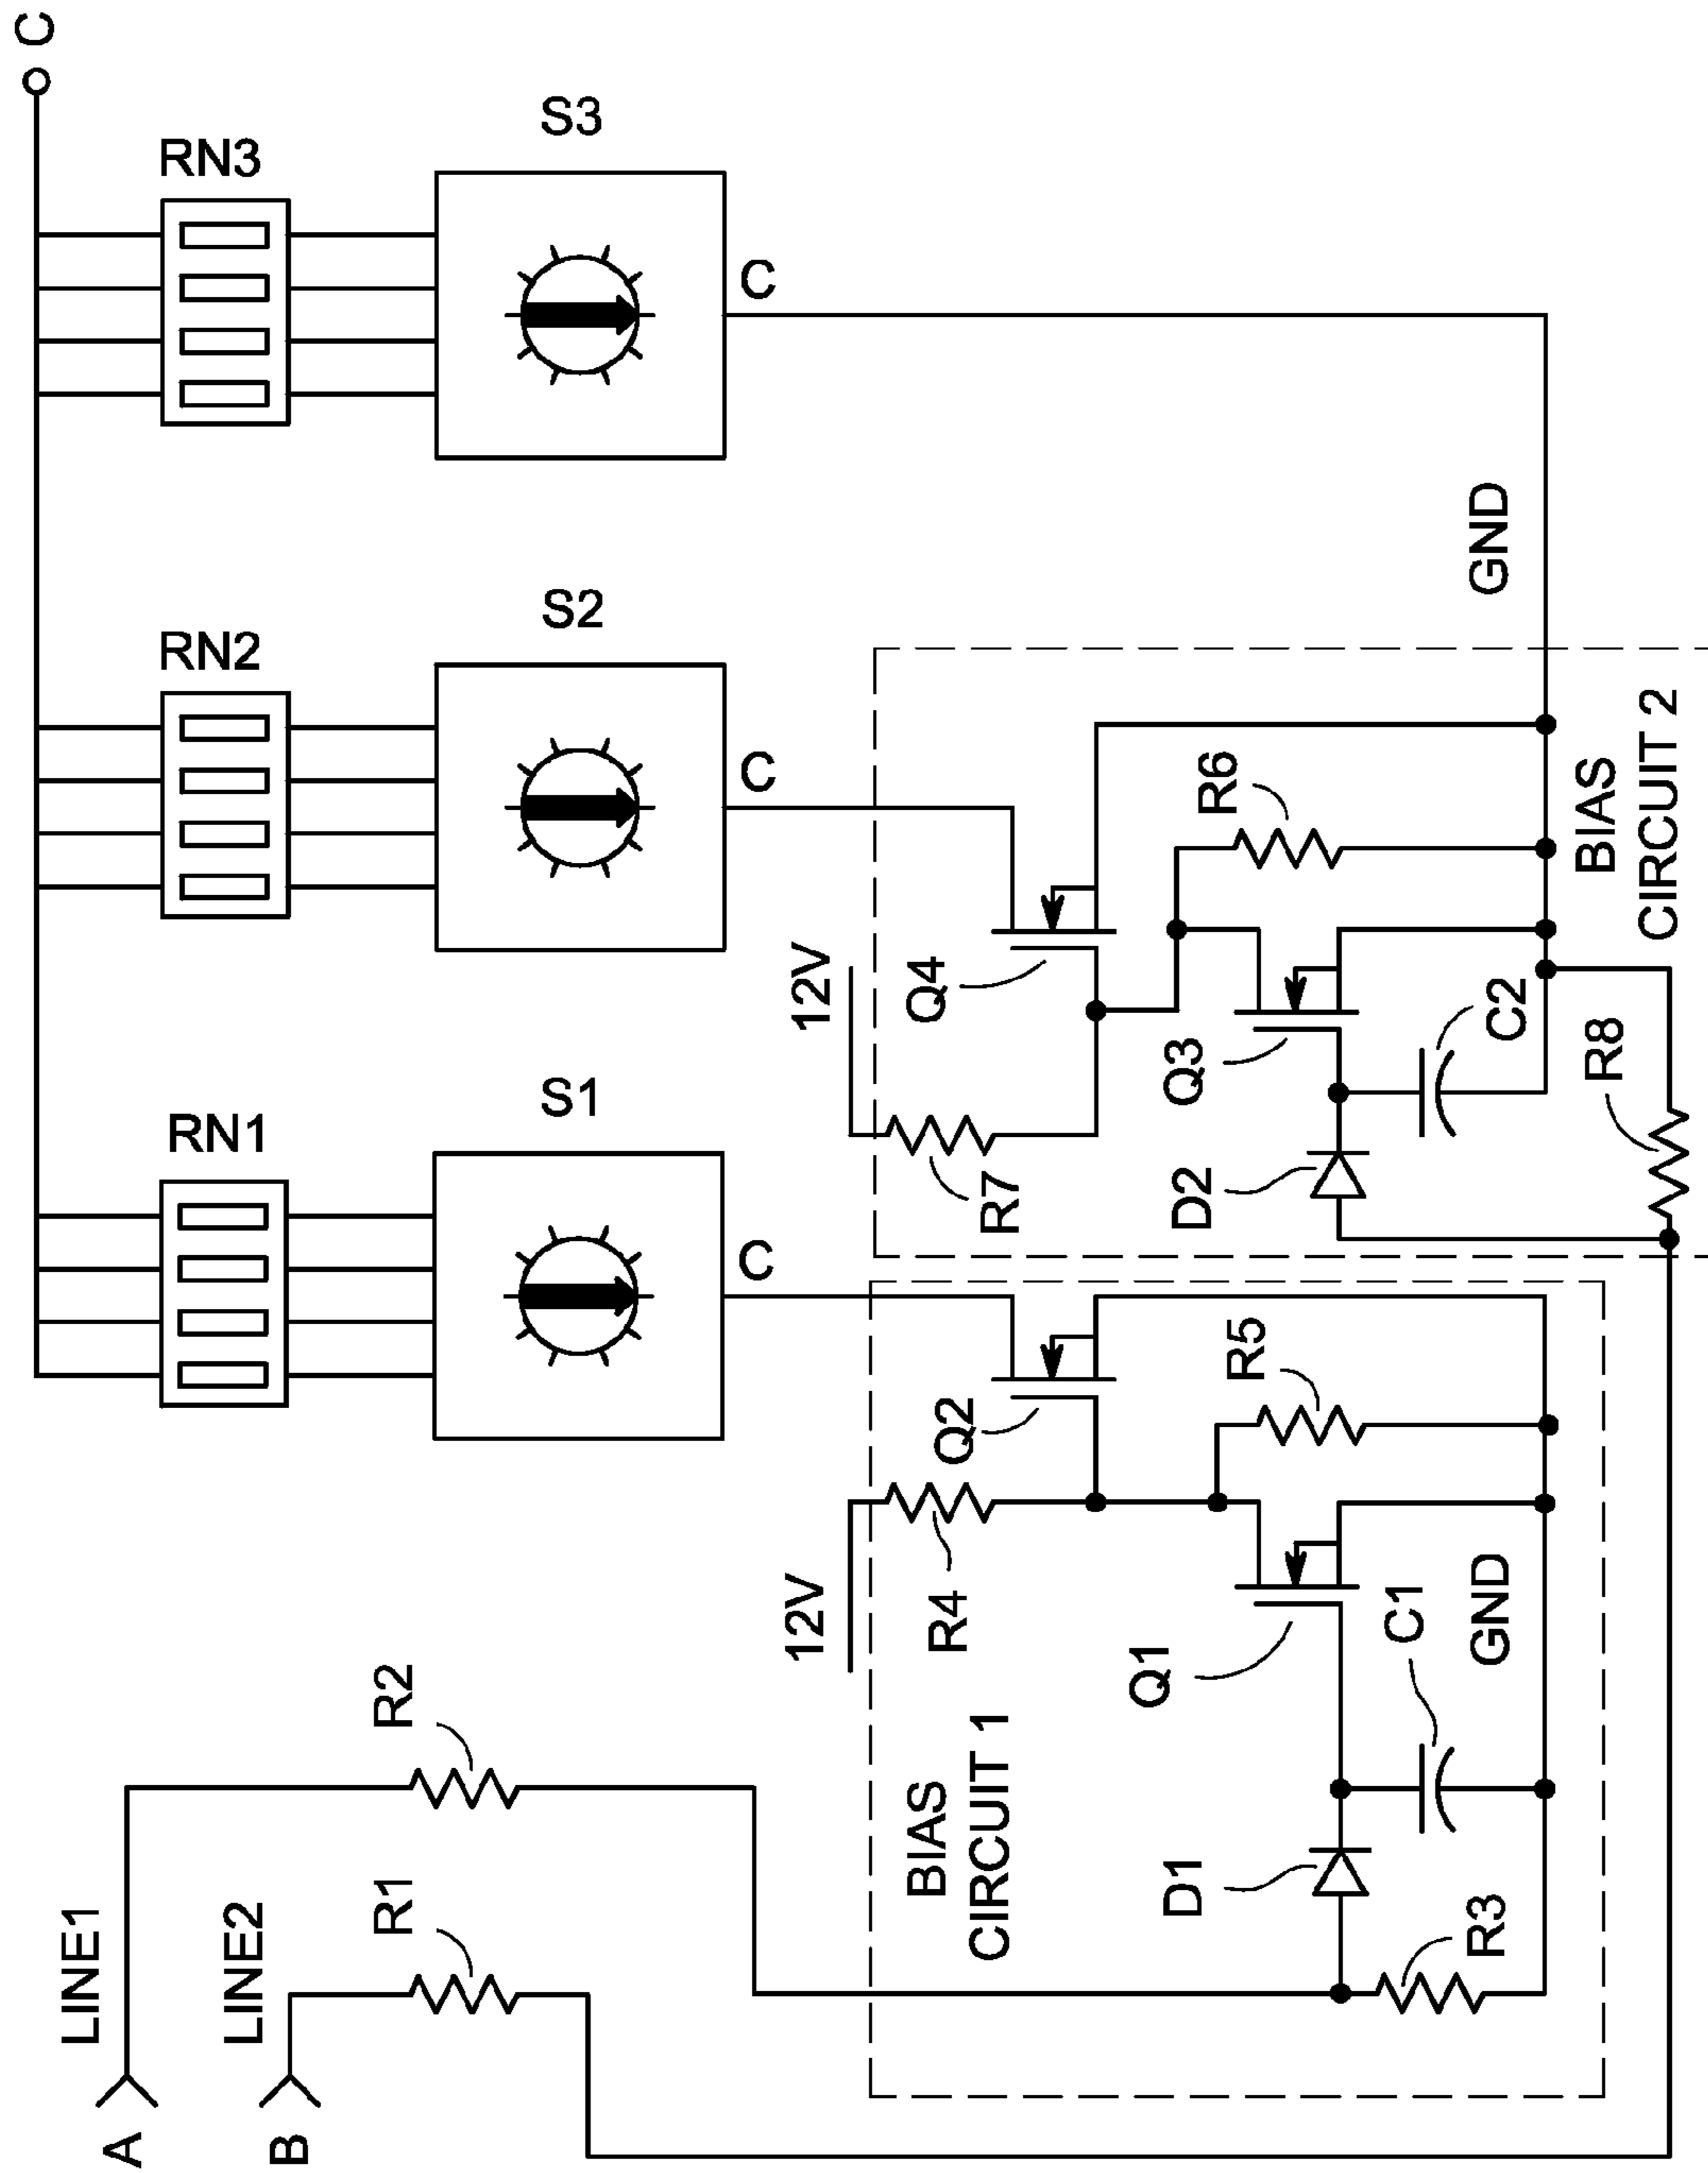 A
LINE1
B
LINE2
R1
R2
RN1
RN2
RN3
C
S1
S2
S3
C
C
C
12V
12V
R4
Q2
R7
Q4
BIAS
CIRCUIT 1
D1
Q1
R5
D2
Q3
R6
R3
C1
GND
C2
GND
R8
BIAS
CIRCUIT 2